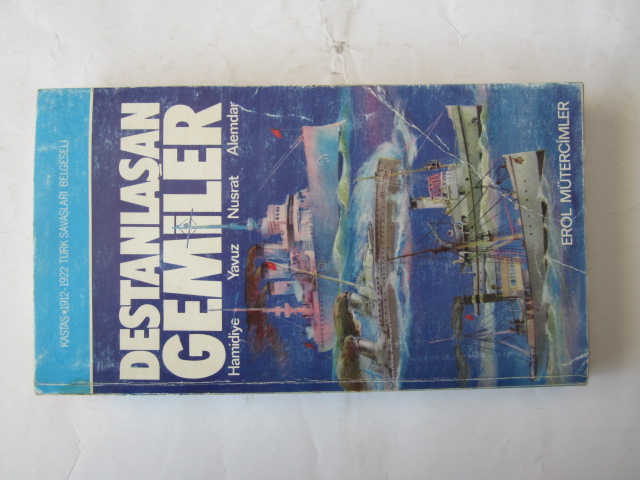 KASTAŞ • 1912-1922 TÜRK SAVAŞLARI BELGESELİ
DESTANLAŞAN
GEMİLER
Hamidiye Yavuz Nusrat Alemdar
EROL MÜTERCİMLER